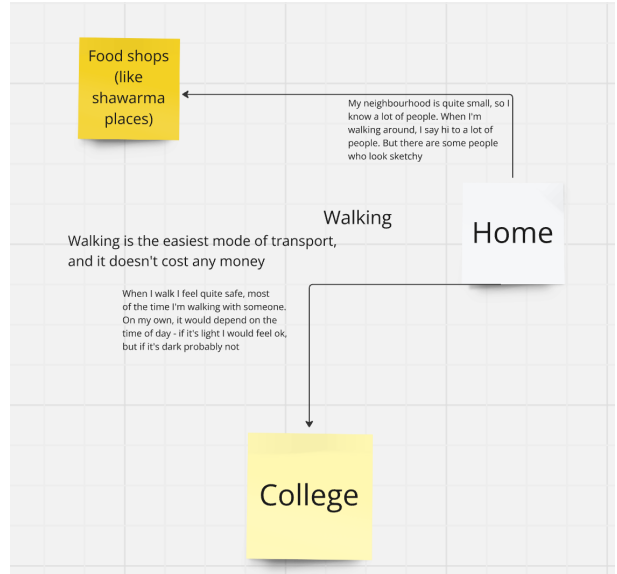 Food shops
(like
shawarma
places)
My neighbourhood is quite small, so I
know a lot of people. When I'm
walking around, I say hi to a lot of
people. But there are some people
who look sketchy
Walking
Home
Walking is the easiest mode of transport,
and it doesn't cost any money
When I walk I feel quite safe, most
of the time I'm walking with someone.
On my own, it would depend on the
time of day - if it's light I would feel ok,
but if it's dark probably not
College